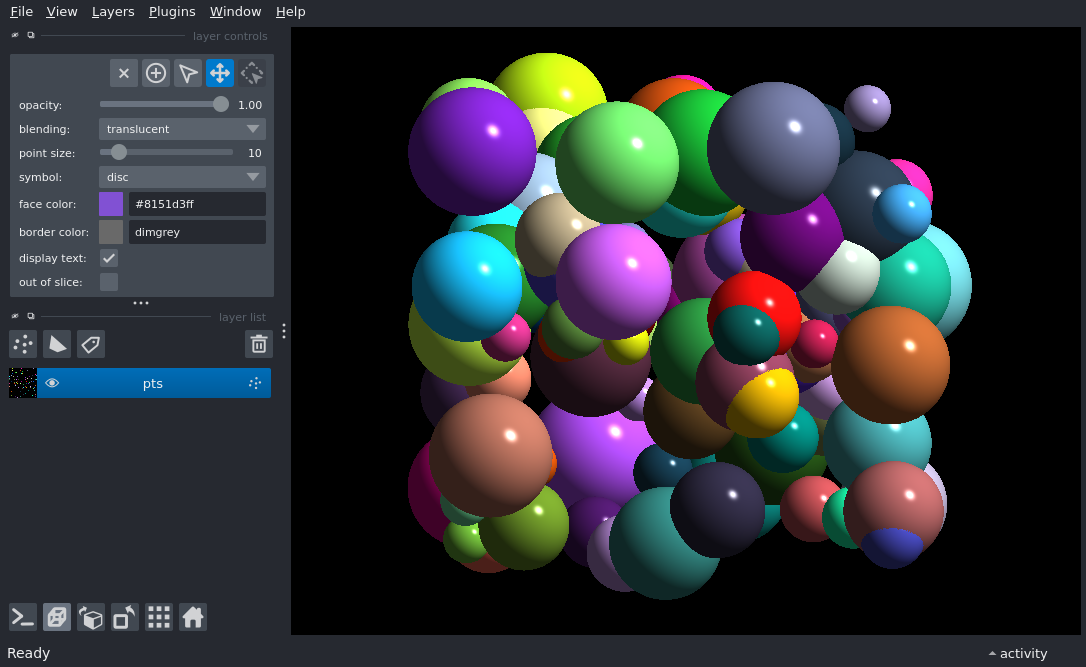 File View Layers Plugins Window Help
layer controls
opacity: 1.00
blending: translucent
point size: 10
symbol: disc
face color: #8151d3ff
border color: dimgrey
display text:
out of slice:
layer list
pts
Ready
activity